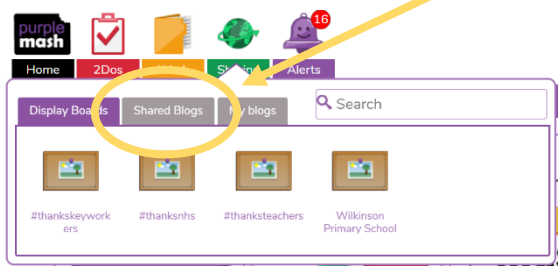 16
purple
mash
Home 2Dos Alerts
Display Boards Shared Blogs My blogs Search
#thankskeywork #thanksnhs #thanksteachers Wilkinson
ers Primary School